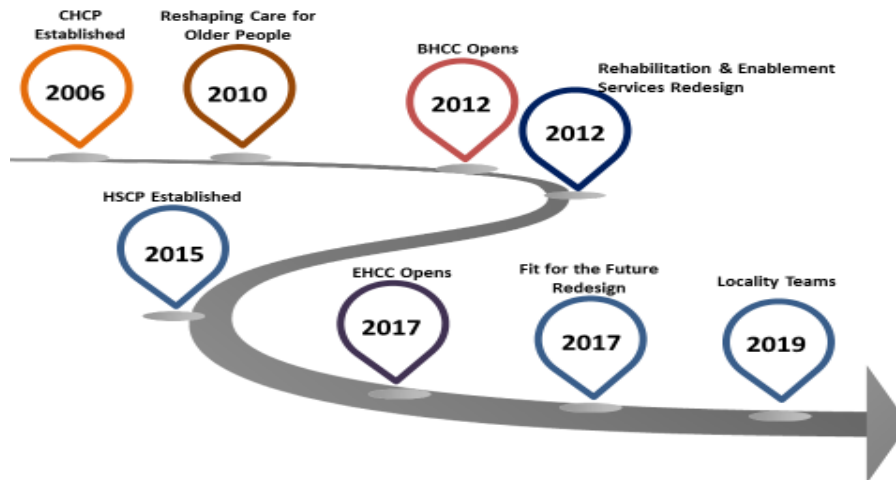 CHCP
Established
2006
Reshaping Care for
Older People
2010
BHCC Opens
2012
Rehabilitation & Enablement
Services Redesign
2012
HSCP Established
2015
EHCC Opens
2017
Fit for the Future
Redesign
2017
Locality Teams
2019